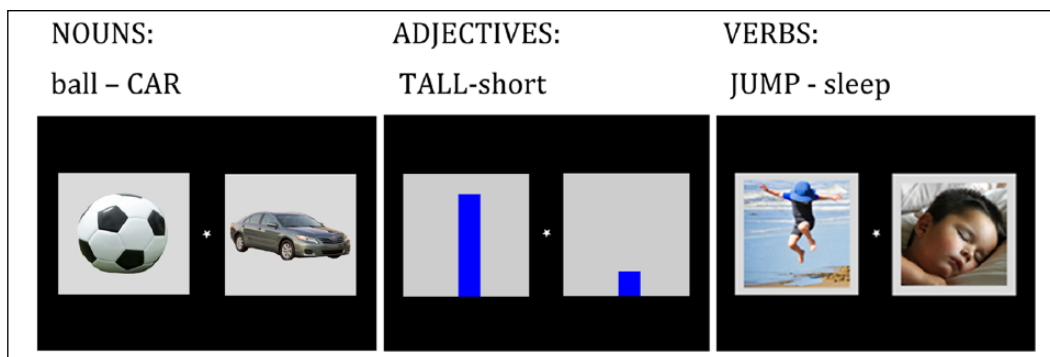 NOUNS:
ball – CAR
ADJECTIVES:
TALL-short
VERBS:
JUMP - sleep